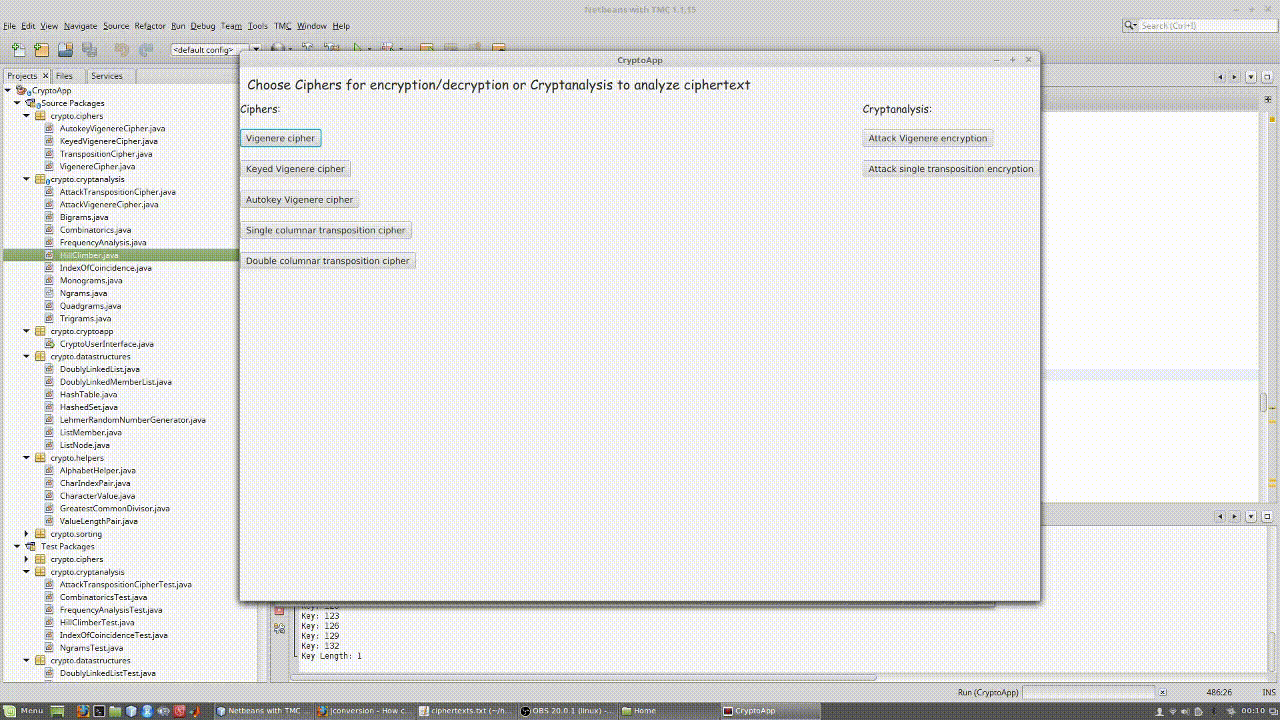 Netbeans with TMC 1.1.15
File Edit View Navigate Source Refactor Run Debug Team Tools TMC Window Help
Search (Ctrl+I)
<default config>
CryptoApp
Projects Files Services
Choose Ciphers for encryption/decryption or Cryptanalysis to analyze ciphertext
Ciphers:
Cryptanalysis:
Vigenere cipher
Attack Vigenere encryption
Keyed Vigenere cipher
Attack single transposition encryption
Autokey Vigenere cipher
Single columnar transposition cipher
Double columnar transposition cipher
CryptoApp
Source Packages
crypto.ciphers
AutokeyVigenereCipher.java
KeyedVigenereCipher.java
TranspositionCipher.java
VigenereCipher.java
crypto.cryptanalysis
AttackTranspositionCipher.java
AttackVigenereCipher.java
Bigrams.java
Combinatorics.java
FrequencyAnalysis.java
HillClimber.java
IndexOfCoincidence.java
Monograms.java
Ngrams.java
Quadgrams.java
Trigrams.java
crypto.cryptoapp
CryptoUserInterface.java
crypto.datastructures
DoublyLinkedList.java
DoublyLinkedMemberList.java
HashTable.java
HashedSet.java
LehmerRandomNumberGenerator.java
ListMember.java
ListNode.java
crypto.helpers
AlphabetHelper.java
CharIndexPair.java
CharacterValue.java
GreatestCommonDivisor.java
ValueLengthPair.java
crypto.sorting
Test Packages
crypto.ciphers
crypto.cryptanalysis
AttackTranspositionCipherTest.java
CombinatoricsTest.java
FrequencyAnalysisTest.java
HillClimberTest.java
IndexOfCoincidenceTest.java
NgramsTest.java
crypto.datastructures
DoublyLinkedListTest.java
Key: 123
Key: 126
Key: 129
Key: 132
Key Length: 1
Run (CryptoApp)
486:26 INS
Menu
Netbeans with TMC ...
jconversion - How c...
ciphertexts.txt (~/n...
OBS 20.0.1 (linux) -...
Home
CryptoApp
00:10